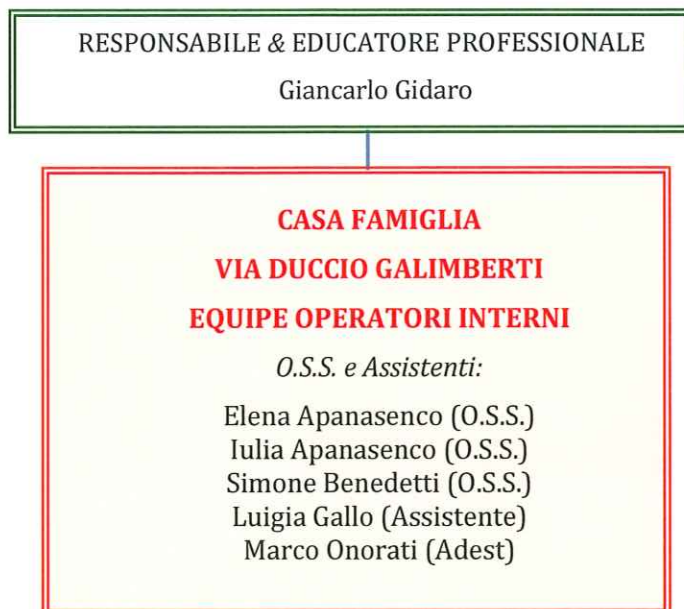 RESPONSABILE & EDUCATORE PROFESSIONALE
Giancarlo Gidaro
CASA FAMIGLIA
VIA DUCCIO GALIMBERTI
EQUIPE OPERATORI INTERNI
O.S.S. e Assistenti:
Elena Apanasenco (O.S.S.)
Iulia Apanasenco (O.S.S.)
Simone Benedetti (O.S.S.)
Luigia Gallo (Assistente)
Marco Onorati (Adest)